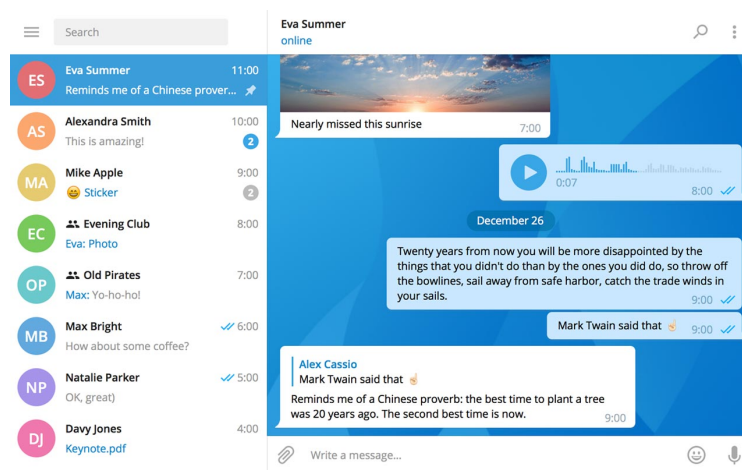 Search
ES
Eva Summer 11:00
Reminds me of a Chinese prover...
AS
Alexandra Smith 10:00
This is amazing! 2
MA
Mike Apple 9:00
😄 Sticker 2
EC
Evening Club 8:00
Eva: Photo
OP
Old Pirates 7:00
Max: Yo-ho-ho!
MB
Max Bright 6:00
How about some coffee?
NP
Natalie Parker 5:00
OK, great)
DJ
Davy Jones 4:00
Keynote.pdf
Eva Summer
online
Nearly missed this sunrise 7:00
0:07 8:00
December 26
Twenty years from now you will be more disappointed by the
things that you didn't do than by the ones you did do, so throw off
the bowlines, sail away from safe harbor, catch the trade winds in
your sails. 9:00
Mark Twain said that ☝🏻 9:00
Alex Cassio
Mark Twain said that ☝🏻
Reminds me of a Chinese proverb: the best time to plant a tree
was 20 years ago. The second best time is now. 9:00
Write a message...